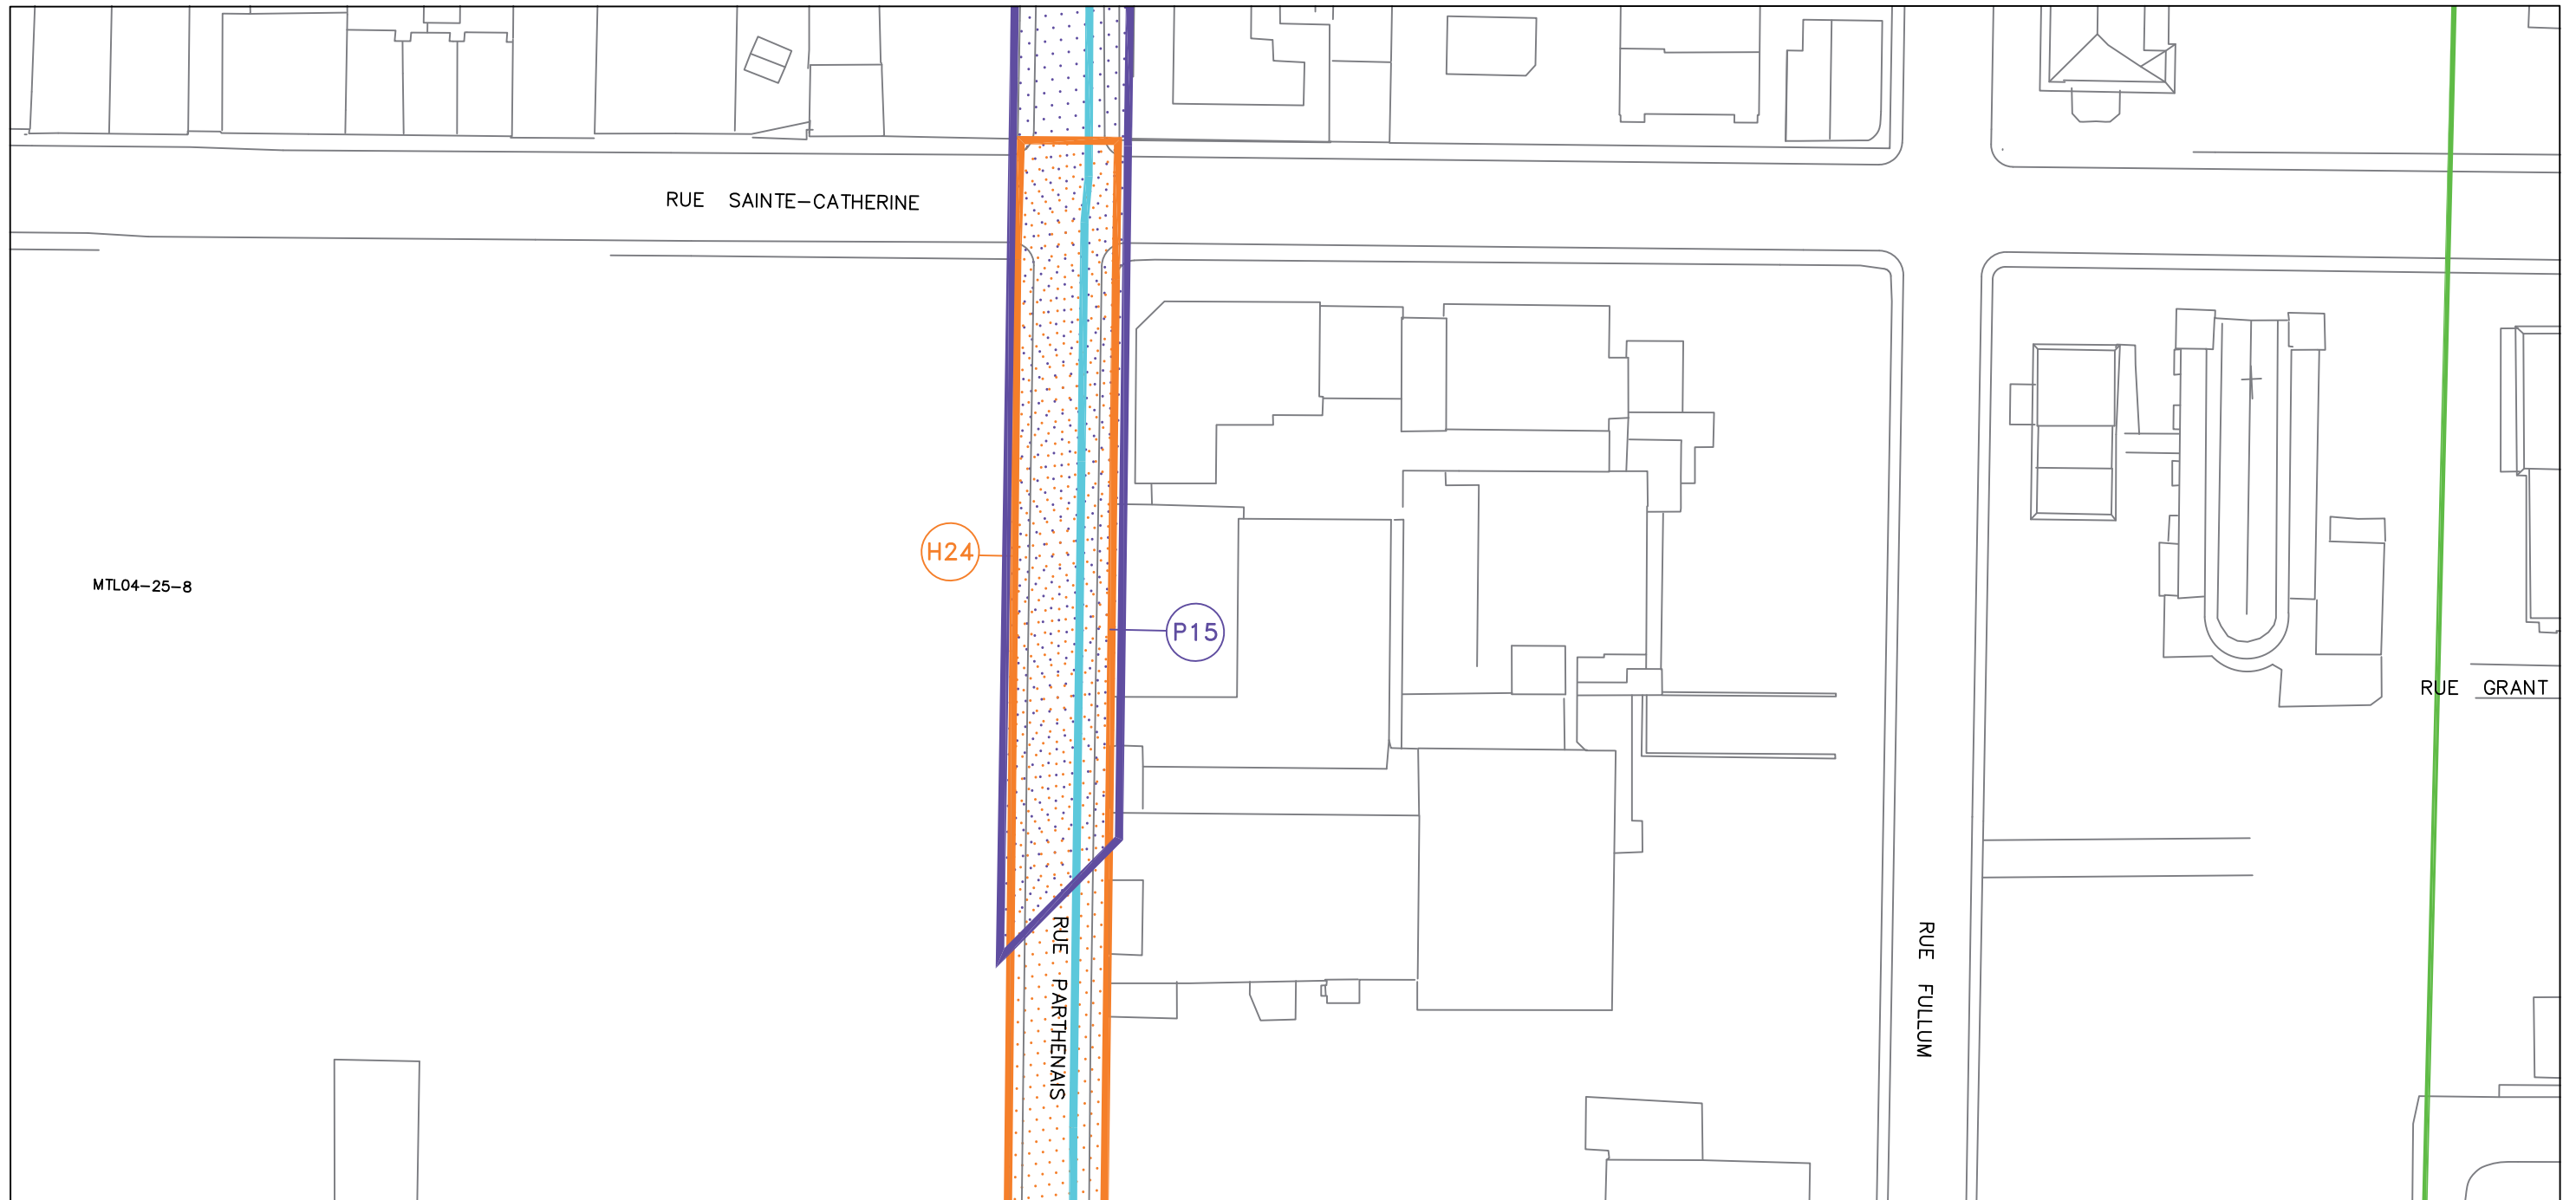 RUE SAINTE-CATHERINE
H24
MTL04-25-8
P15
RUE GRANT
RUE PARTHENAIS
RUE FULLUM